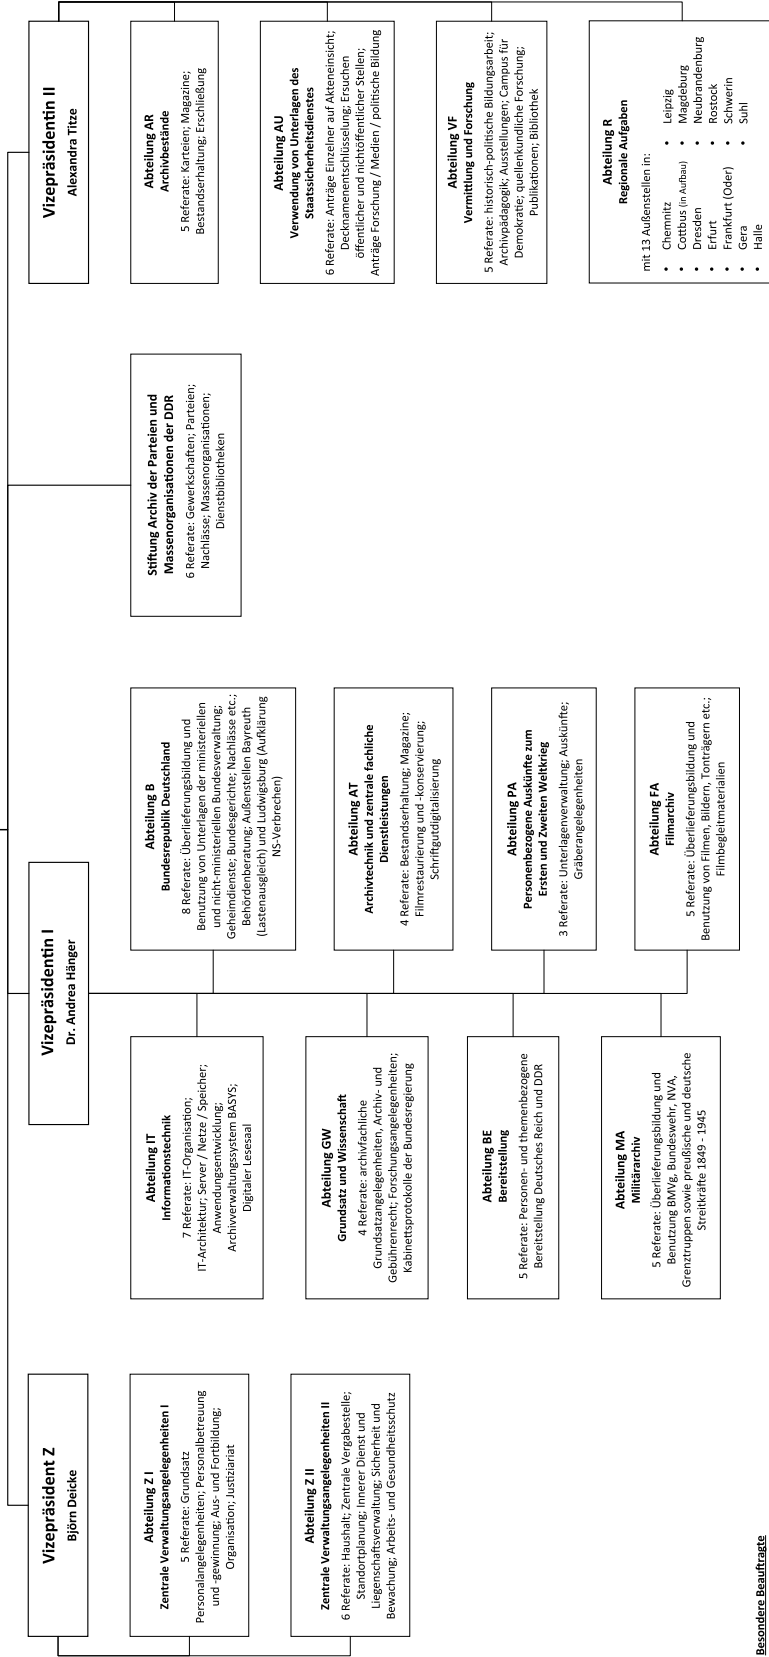 Vizepräsident Z
Björn Deicke
Abteilung Z I
Zentrale Verwaltungsangelegenheiten I
5 Referate: Grundsatz
Personalangelegenheiten; Personalbetreuung
und -gewinnung; Aus- und Fortbildung;
Organisation; Justiziariat
Abteilung Z II
Zentrale Verwaltungsangelegenheiten II
6 Referate: Haushalt; Zentrale Vergabestelle;
Standortplanung; Innerer Dienst und
Liegenschaftsverwaltung; Sicherheit und
Bewachung; Arbeits- und Gesundheitsschutz
Vizepräsidentin I
Dr. Andrea Hänger
Abteilung IT
Informationstechnik
7 Referate: IT-Organisation;
IT-Architektur; Server / Netze / Speicher;
Anwendungsentwicklung;
Archivverwaltungssystem BASYS;
Digitaler Lesesaal
Abteilung GW
Grundsatz und Wissenschaft
4 Referate: archivfachliche
Grundsatzangelegenheiten, Archiv- und
Gebührenrecht; Forschungsangelegenheiten;
Kabinettsprotokolle der Bundesregierung
Abteilung BE
Bereitstellung
5 Referate: Personen- und themenbezogene
Bereitstellung Deutsches Reich und DDR
Abteilung MA
Militärarchiv
5 Referate: Überlieferungsbildung und
Benutzung BMVg, Bundeswehr, NVA,
Grenztruppen sowie preußische und deutsche
Streitkräfte 1849 - 1945
Abteilung B
Bundesrepublik Deutschland
8 Referate: Überlieferungsbildung und
Benutzung von Unterlagen der ministeriellen
und nicht-ministeriellen Bundesverwaltung;
Geheimdienste; Bundesgerichte; Nachlässe etc.;
Behördenberatung; Außenstellen Bayreuth
(Lastenausgleich) und Ludwigsburg (Aufklärung
NS-Verbrechen)
Abteilung AT
Archivtechnik und zentrale fachliche
Dienstleistungen
4 Referate: Bestandserhaltung; Magazine;
Filmrestaurierung und -konservierung;
Schriftgutdigitalisierung
Abteilung PA
Personenbezogene Auskünfte zum
Ersten und Zweiten Weltkrieg
3 Referate: Unterlagenverwaltung; Auskünfte;
Gräberangelegenheiten
Abteilung FA
Filmarchiv
5 Referate: Überlieferungsbildung und
Benutzung von Filmen, Bildern, Tonträgern etc.;
Filmbegleitmaterialien
Stiftung Archiv der Parteien und
Massenorganisationen der DDR
6 Referate: Gewerkschaften; Parteien;
Nachlässe; Massenorganisationen;
Dienstbibliotheken
Vizepräsidentin II
Alexandra Titze
Abteilung AR
Archivbestände
5 Referate: Karteien; Magazine;
Bestandserhaltung; Erschließung
Abteilung AU
Verwendung von Unterlagen des
Staatssicherheitsdienstes
6 Referate: Anträge Einzelner auf Akteneinsicht;
Decknamenentschlüsselung; Ersuchen
öffentlicher und nichtöffentlicher Stellen;
Anträge Forschung / Medien / politische Bildung
Abteilung VF
Vermittlung und Forschung
5 Referate: historisch-politische Bildungsarbeit;
Archivpädagogik; Ausstellungen; Campus für
Demokratie; quellenkundliche Forschung;
Publikationen; Bibliothek
Abteilung R
Regionale Aufgaben
mit 13 Außenstellen in:
• Chemnitz
• Cottbus (in Aufbau)
• Dresden
• Erfurt
• Frankfurt (Oder)
• Gera
• Halle
• Leipzig
• Magdeburg
• Neubrandenburg
• Rostock
• Schwerin
• Suhl
Besondere Beauftragte